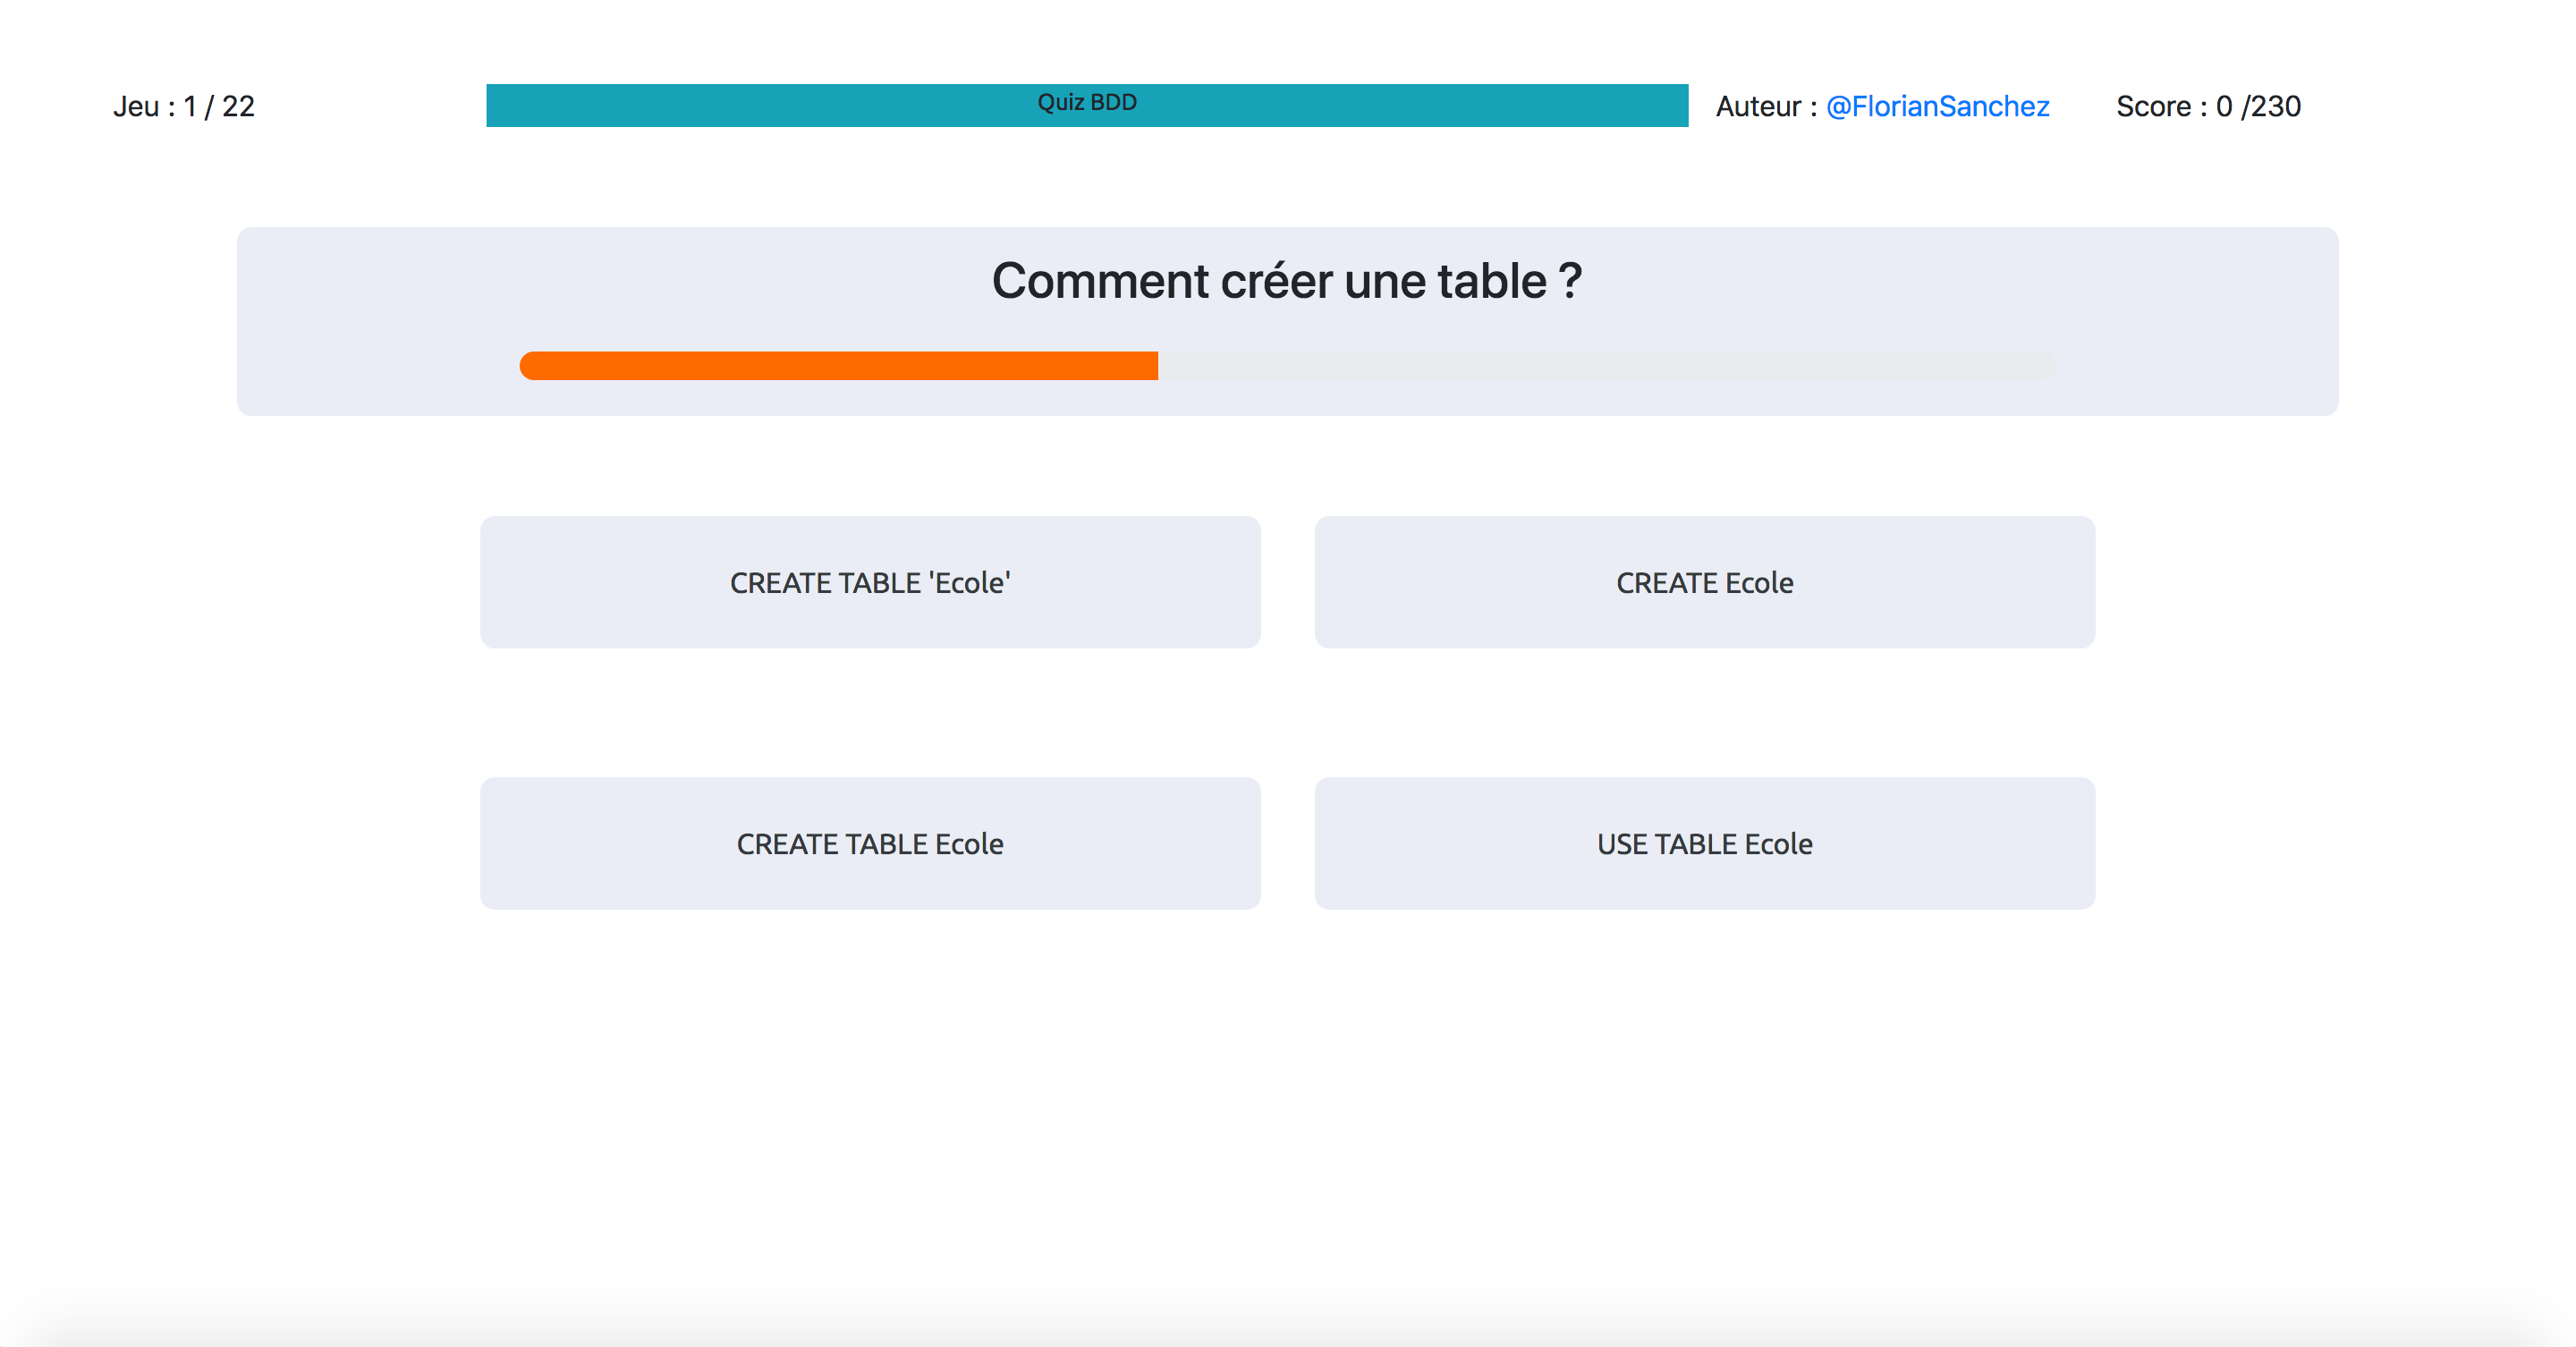 Jeu : 1 / 22
Quiz BDD
Auteur : @FlorianSanchez
Score : 0 /230
Comment créer une table ?
CREATE TABLE 'Ecole'
CREATE Ecole
CREATE TABLE Ecole
USE TABLE Ecole